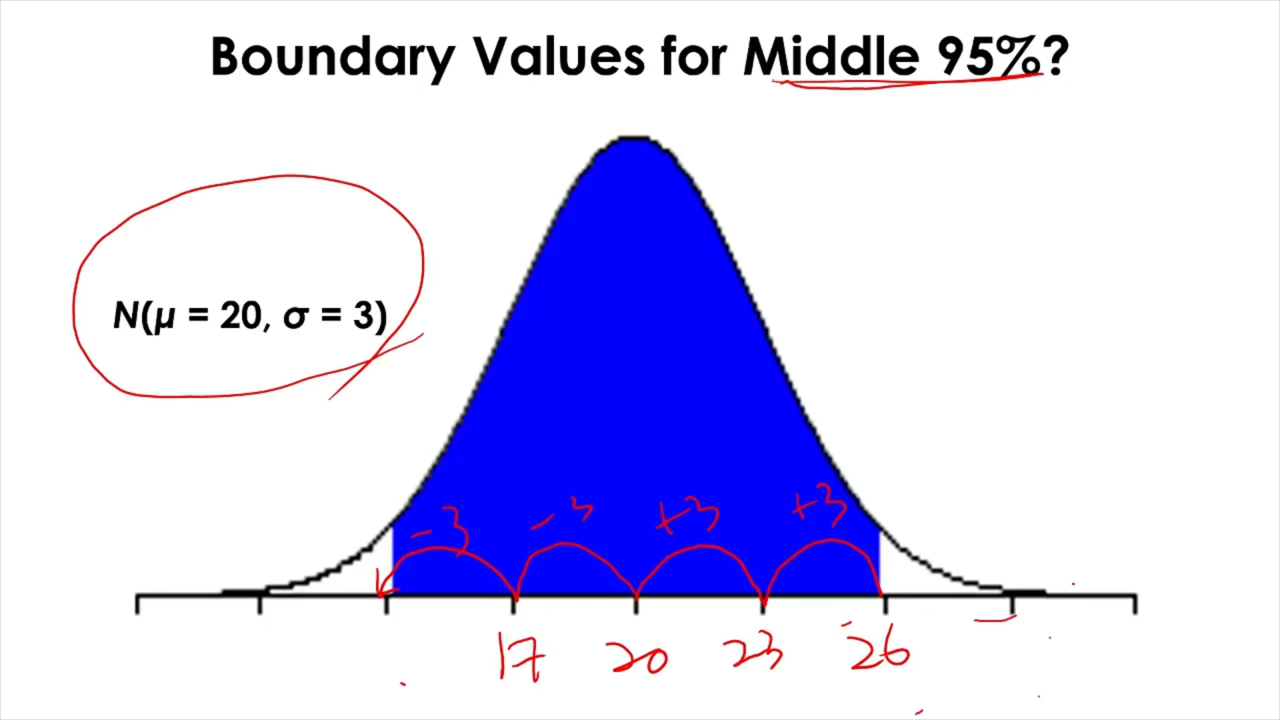 Boundary Values for Middle 95%?
N(μ = 20, σ = 3)
-3 -3 +3 +3
17 20 23 26